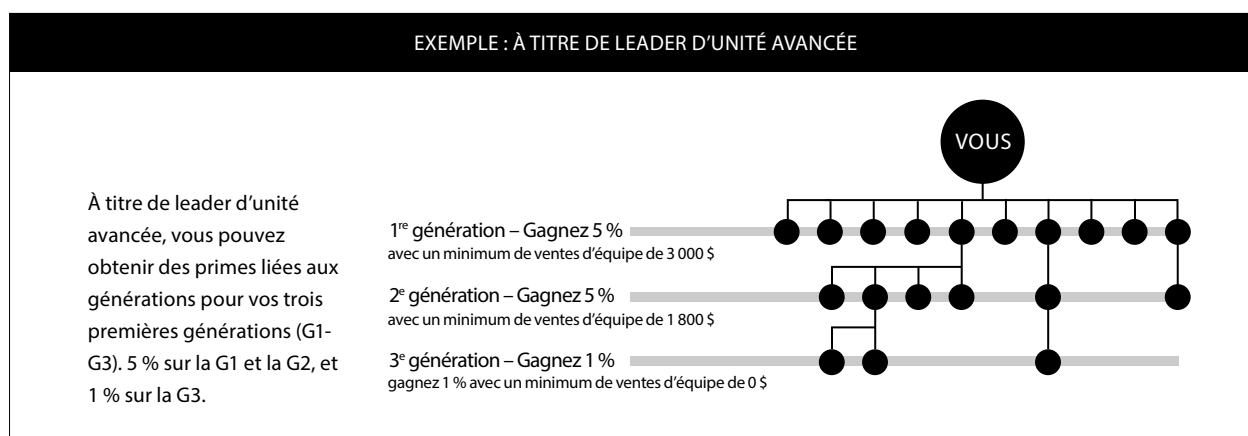 EXEMPLE : À TITRE DE LEADER D’UNITÉ AVANCÉE
VOUS
À titre de leader d’unité
avancée, vous pouvez
obtenir des primes liées aux
générations pour vos trois
premières générations (G1-
G3). 5 % sur la G1 et la G2, et
1 % sur la G3.
1re génération – Gagnez 5 %
avec un minimum de ventes d’équipe de 3 000 $
2e génération – Gagnez 5 %
avec un minimum de ventes d’équipe de 1 800 $
3e génération – Gagnez 1 %
gagnez 1 % avec un minimum de ventes d’équipe de 0 $